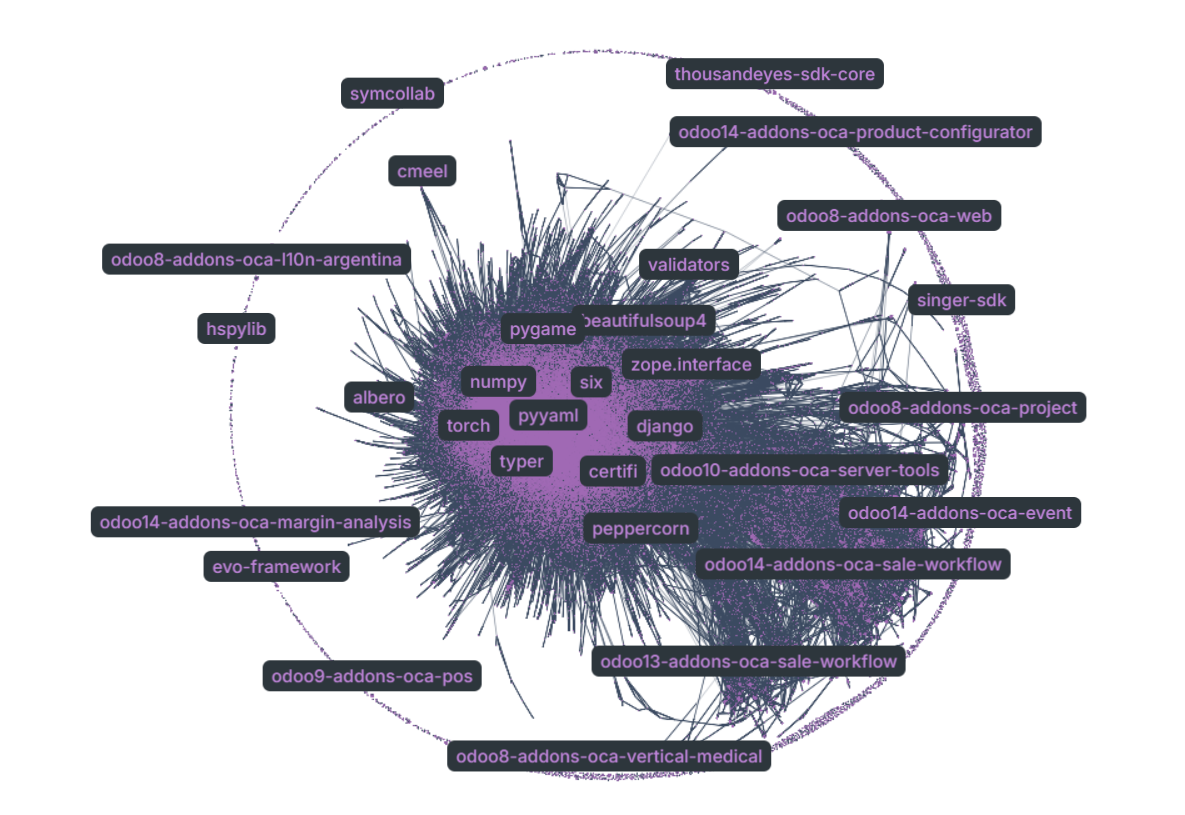 thousandeyes-sdk-core
symcollab
odoo14-addons-oca-product-configurator
cmeel
odoo8-addons-oca-web
odoo8-addons-oca-l10n-argentina
validators
singer-sdk
hspylib
pygame
beautifulsoup4
zope.interface
numpy
six
albero
odoo8-addons-oca-project
pyyaml
torch
django
typer
certifi
odoo10-addons-oca-server-tools
odoo14-addons-oca-event
odoo14-addons-oca-margin-analysis
peppercorn
evo-framework
odoo14-addons-oca-sale-workflow
odoo13-addons-oca-sale-workflow
odoo9-addons-oca-pos
odoo8-addons-oca-vertical-medical